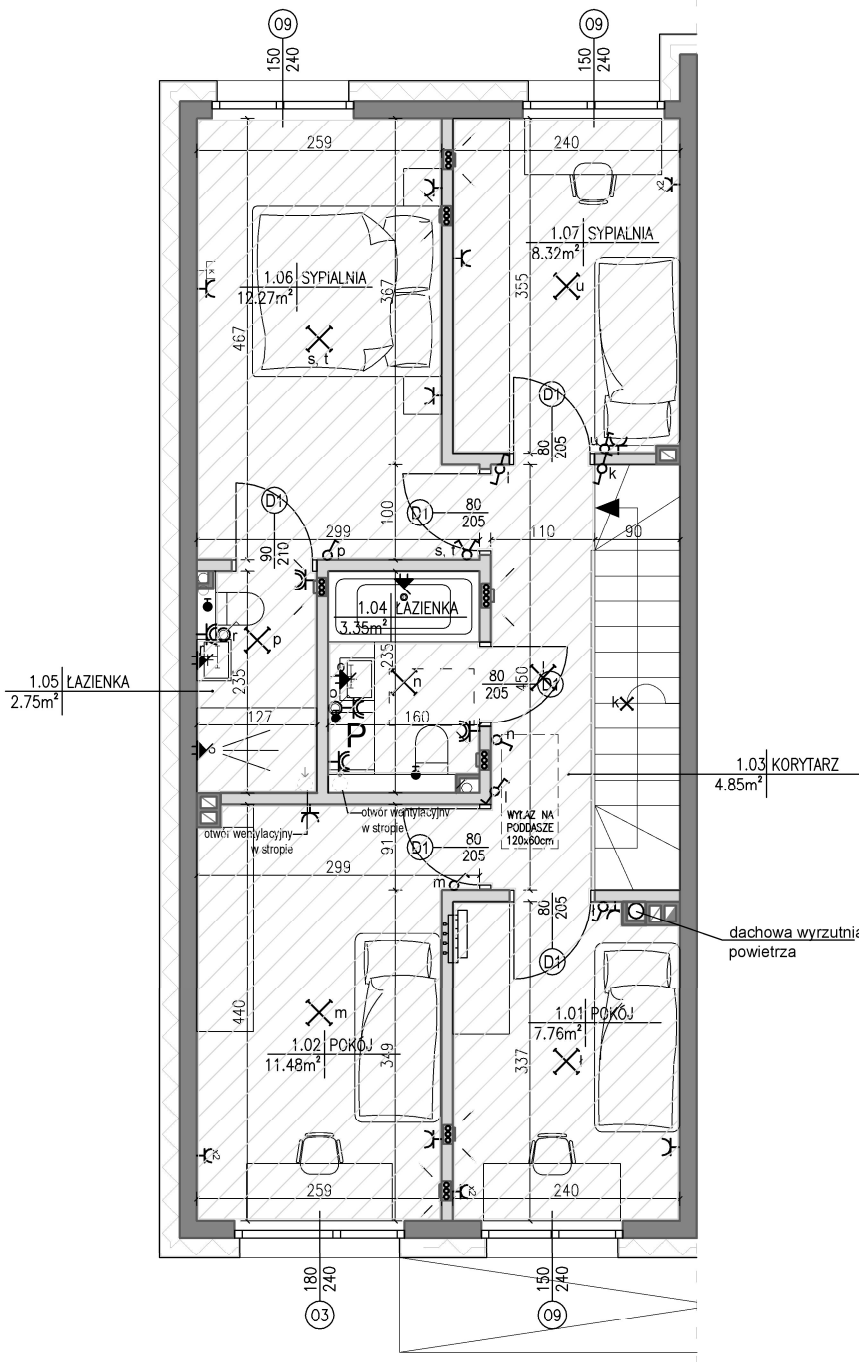 09
150
240
09
150
240
259
240
x2
1.07 SYPIALNIA
8.32m²
1.06 SYPIALNIA
12.27m²
367
355
467
u
s, t
D1
80
205
i
k
D1
80
205
100
D1
299
110
90
90
210
p
s, t
1.04 ŁAZIENKA
3.35m²
r
p
235
235
n
80
205
450
D1
k
1.05 ŁAZIENKA
2.75m²
127
160
P
n
1.03 KORYTARZ
4.85m²
l
otwór wentylacyjny
w stropie
otwór wentylacyjny
w stropie
WYŁAZ NA
PODDASZE
120x60cm
91
D1
80
205
299
m
80
205
dachowa wyrzutnia
powietrza
D1
440
m
1.01 POKÓJ
7.76m²
1.02 POKÓJ
11.48m²
349
337
x2
x2
259
240
180
240
03
150
240
09